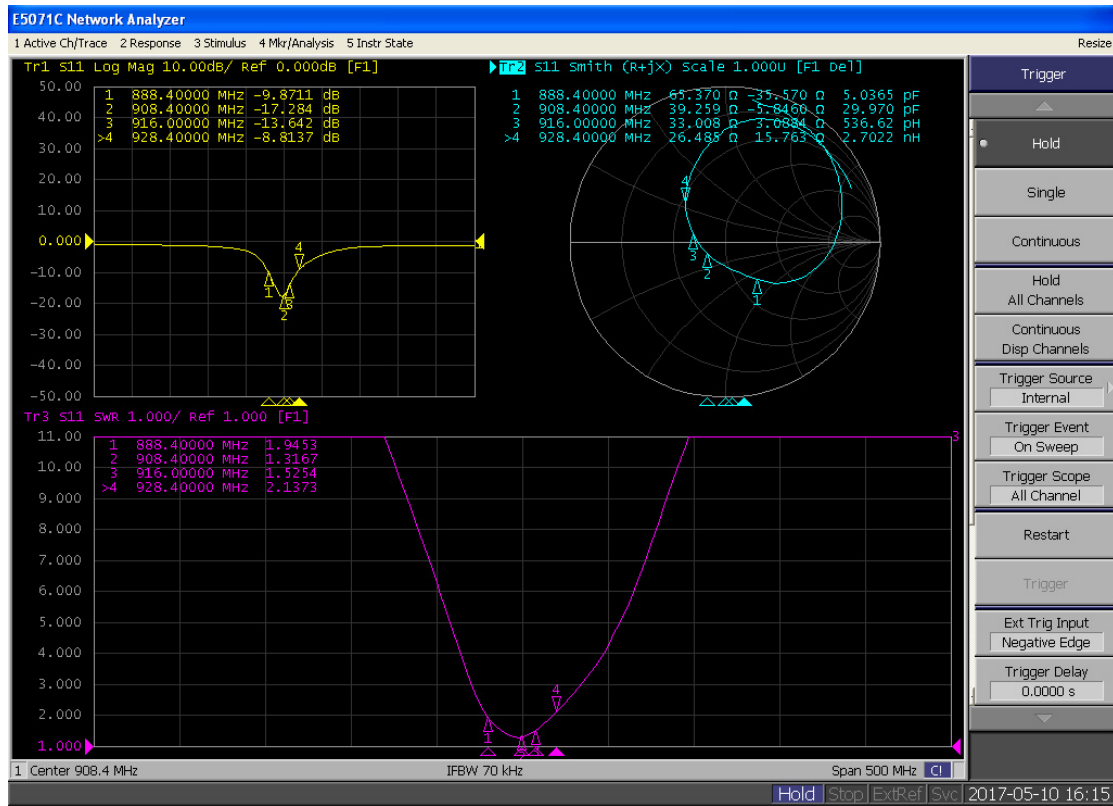 E5071C Network Analyzer
1 Active Ch/Trace 2 Response 3 Stimulus 4 Mkr/Analysis 5 Instr State
Resize
Tr1 S11 Log Mag 10.00dB/ Ref 0.000dB [F1]
50.00
40.00
30.00
20.00
10.00
0.000
-10.00
-20.00
-30.00
-40.00
-50.00
1 888.40000 MHz -9.8711 dB
2 908.40000 MHz -17.284 dB
3 916.00000 MHz -13.642 dB
>4 928.40000 MHz -8.8137 dB
1
2
3
4
1
Tr2 S11 Smith (R+jX) Scale 1.000U [F1 Del]
1 888.40000 MHz 65.370 Ω -35.570 Ω 5.0365 pF
2 908.40000 MHz 39.259 Ω -5.8460 Ω 29.970 pF
3 916.00000 MHz 33.008 Ω 3.0884 Ω 536.62 pH
>4 928.40000 MHz 26.485 Ω 15.763 Ω 2.7022 nH
4
3
2
1
Tr3 S11 SWR 1.000/ Ref 1.000 [F1]
11.00
10.00
9.000
8.000
7.000
6.000
5.000
4.000
3.000
2.000
1.000
1 888.40000 MHz 1.9453
2 908.40000 MHz 1.3167
3 916.00000 MHz 1.5254
>4 928.40000 MHz 2.1373
3
4
1
1 Center 908.4 MHz
IFBW 70 kHz
Span 500 MHz C!
Trigger
Hold
Single
Continuous
Hold
All Channels
Continuous
Disp Channels
Trigger Source
Internal
Trigger Event
On Sweep
Trigger Scope
All Channel
Restart
Trigger
Ext Trig Input
Negative Edge
Trigger Delay
0.0000 s
Hold Stop ExtRef Svc 2017-05-10 16:15